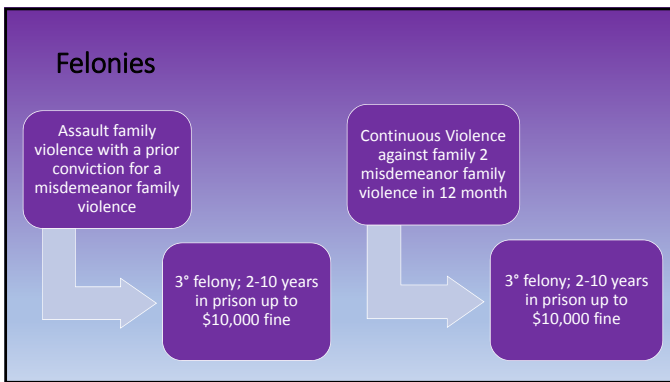 Felonies
Assault family
violence with a prior
conviction for a
misdemeanor family
violence
3° felony; 2-10 years
in prison up to
$10,000 fine
Continuous Violence
against family 2
misdemeanor family
violence in 12 month
3° felony; 2-10 years
in prison up to
$10,000 fine